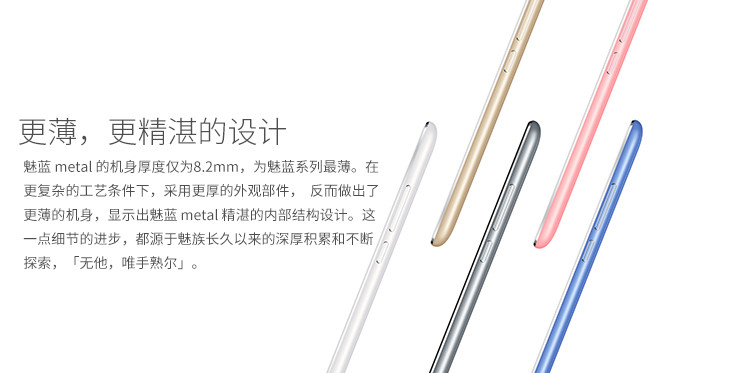 更薄，更精湛的设计
魅蓝 metal 的机身厚度仅为8.2mm，为魅蓝系列最薄。在
更复杂的工艺条件下，采用更厚的外观部件， 反而做出了
更薄的机身，显示出魅蓝 metal 精湛的内部结构设计。这
一点细节的进步，都源于魅族长久以来的深厚积累和不断
探索，「无他，唯手熟尔」。